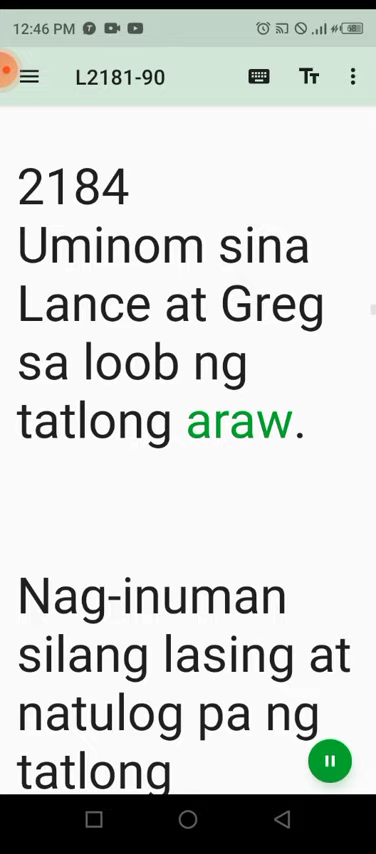 12:46 PM
L2181-90
2184
Uminom sina
Lance at Greg
sa loob ng
tatlong araw.
Nag-inuman
silang lasing at
natulog pa ng
tatlong